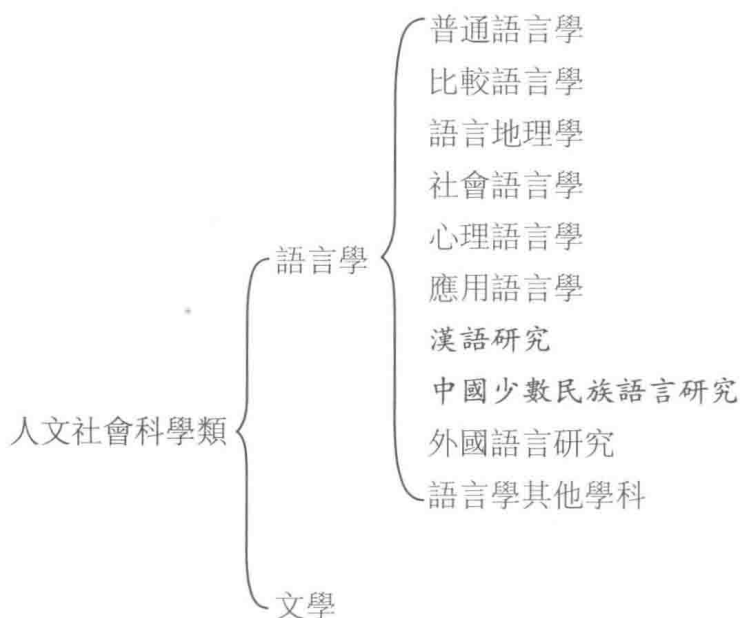 人文社會科學類
語言學
普通語言學
比較語言學
語言地理學
社會語言學
心理語言學
應用語言學
漢語研究
中國少數民族語言研究
外國語言研究
語言學其他學科
文學